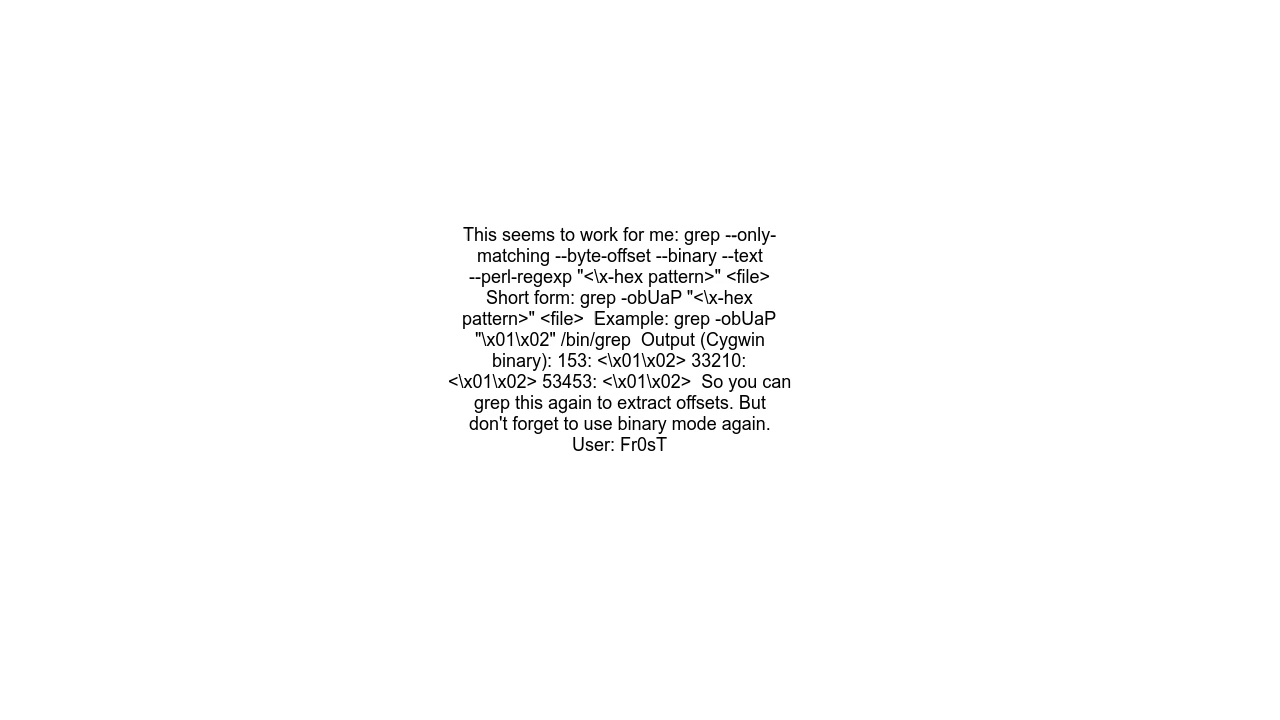 This seems to work for me: grep --only-
matching --byte-offset --binary --text
--perl-regexp "<\x-hex pattern>" <file>
Short form: grep -obUaP "<\x-hex
pattern>" <file>  Example: grep -obUaP
"\x01\x02" /bin/grep  Output (Cygwin
binary): 153: <\x01\x02> 33210:
<\x01\x02> 53453: <\x01\x02>  So you can
grep this again to extract offsets. But
don't forget to use binary mode again.
User: Fr0sT